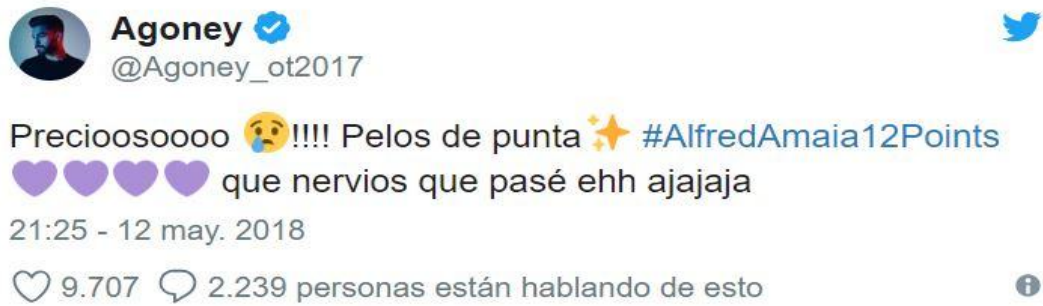 Agoney
@Agoney_ot2017
Precioosoooo 😢!!!! Pelos de punta✨ #AlfredAmaia12Points
💜💜💜💜 que nervios que pasé ehh ajajaja
21:25 - 12 may. 2018
9.707 2.239 personas están hablando de esto